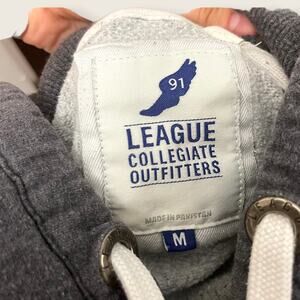 91
LEAGUE
COLLEGIATE
OUTFITTERS
MADE IN PAKISTAN
M